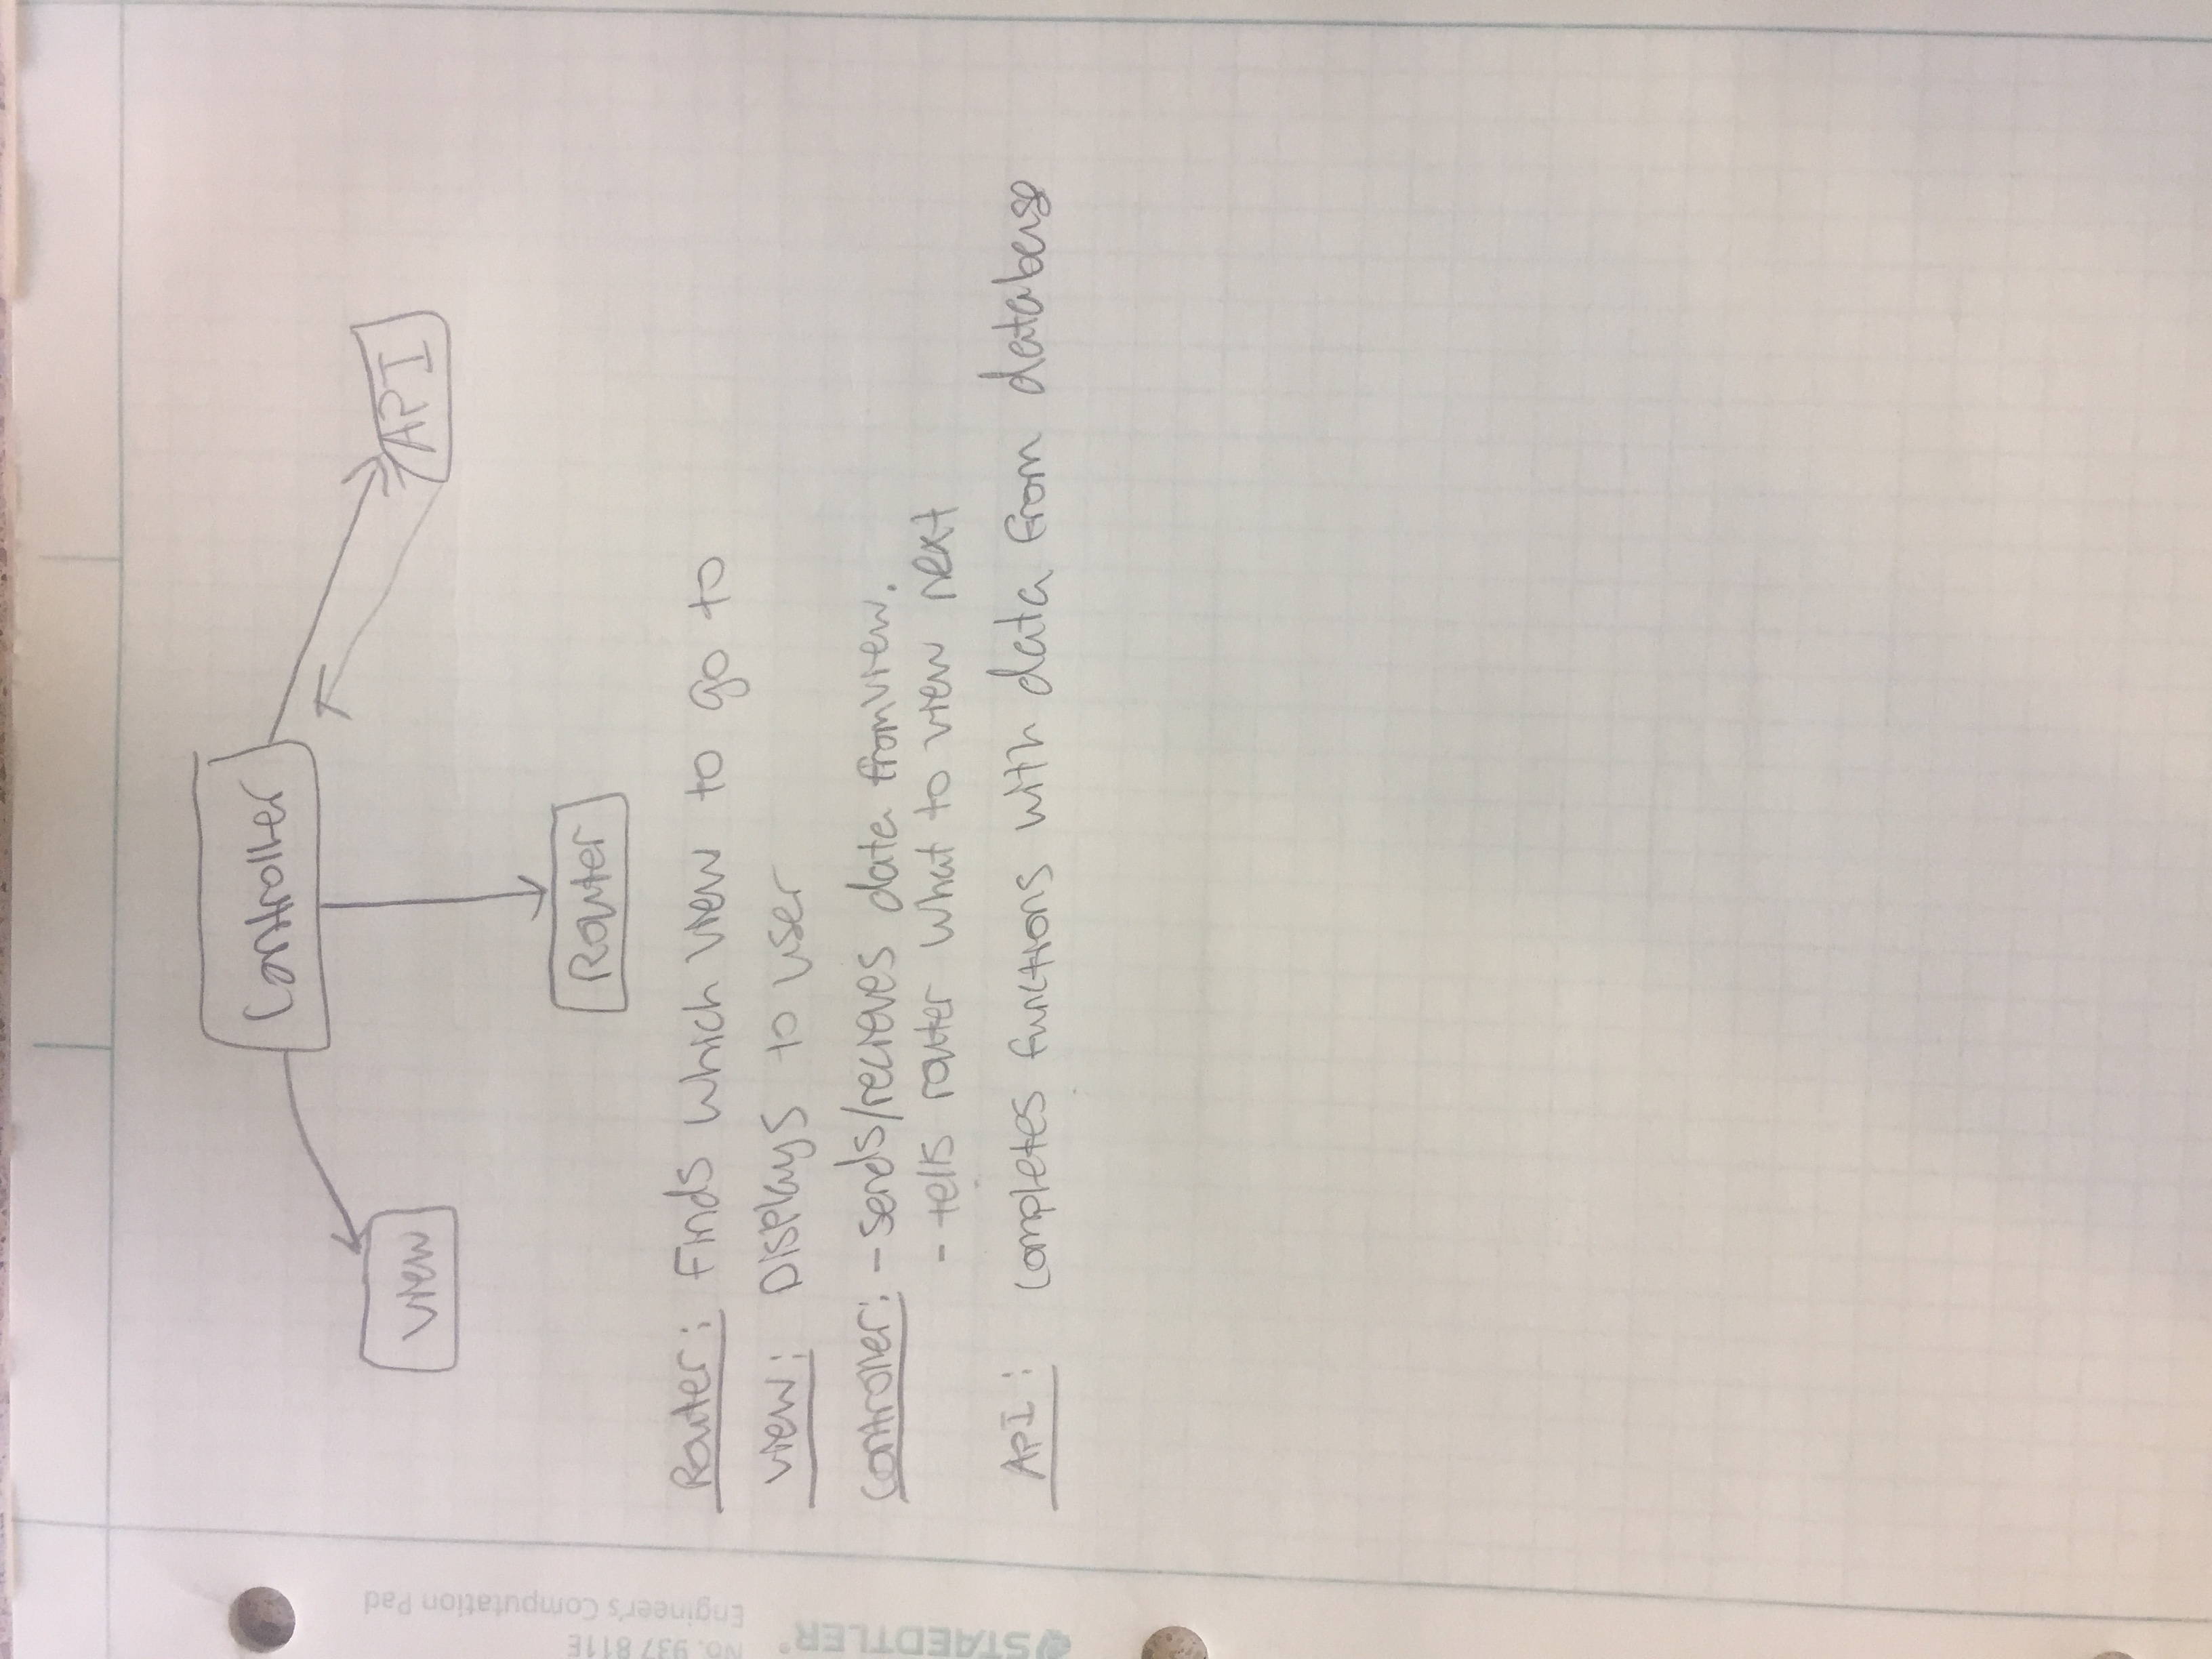 Controller
View
API
Router
Router: Finds which view to go to
View: Displays to user
Controller: - sends/recieves data from view.
- tells router what to view next
API: completes functions with data from database
STAEDTLER® No. 937 811E
Engineer's Computation Pad